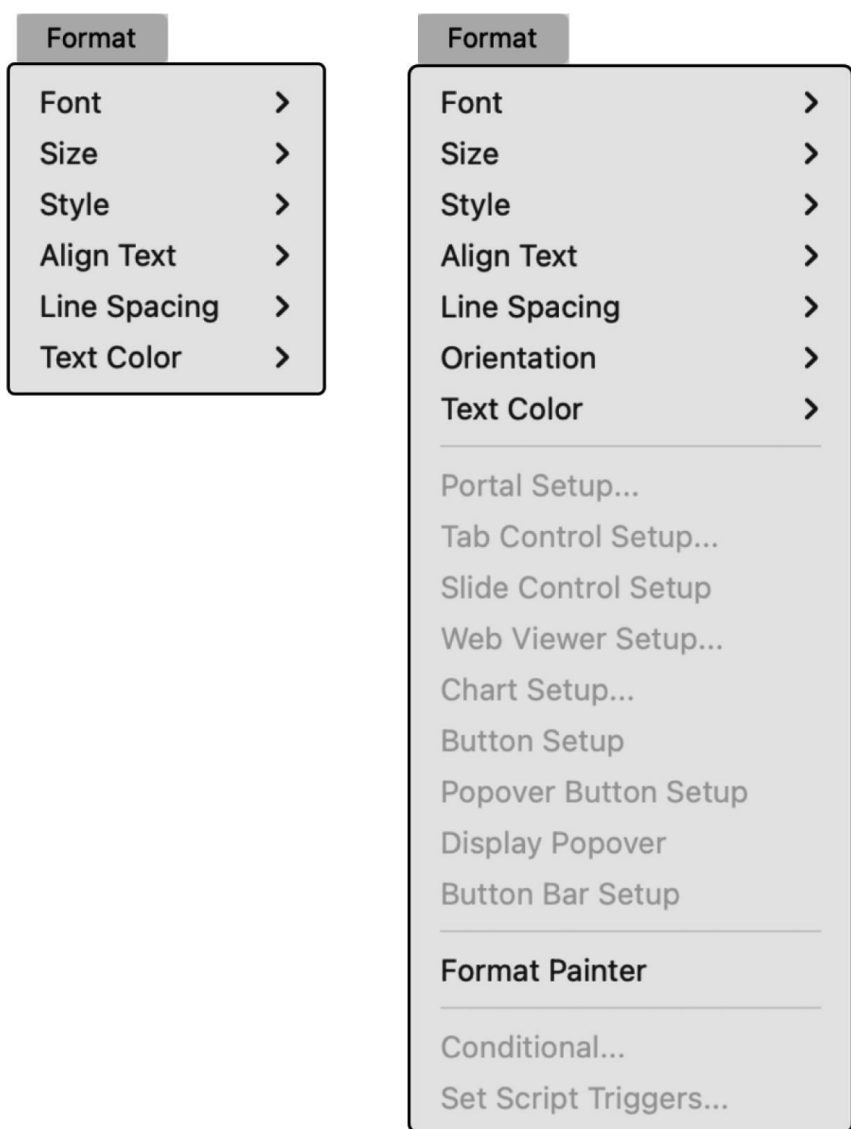 Format
Font
Size
Style
Align Text
Line Spacing
Text Color
Format
Font
Size
Style
Align Text
Line Spacing
Orientation
Text Color
Portal Setup...
Tab Control Setup...
Slide Control Setup
Web Viewer Setup...
Chart Setup...
Button Setup
Popover Button Setup
Display Popover
Button Bar Setup
Format Painter
Conditional...
Set Script Triggers...